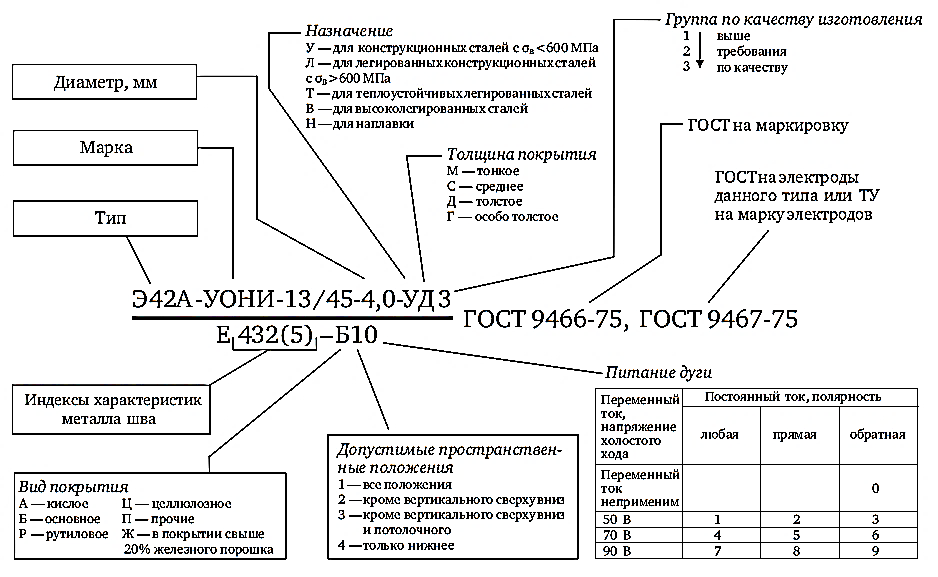 Назначение
У — для конструкционных сталей с σв < 600 МПа
Л — для легированных конструкционных сталей
с σв > 600 МПа
Т — для теплоустойчивых легированных сталей
В — для высоколегированных сталей
Н — для наплавки
Группа по качеству изготовления
1 выше
2 требования
3 по качеству
Диаметр, мм
Марка
Тип
Толщина покрытия
М — тонкое
С — среднее
Д — толстое
Г — особо толстое
ГОСТ на маркировку
ГОСТ на электроды
данного типа или ТУ
на марку электродов
Э42А-УОНИ-13/45-4,0-УД3
Е 432(5) –Б10
ГОСТ 9466-75, ГОСТ 9467-75
Индексы характеристик
металла шва
Вид покрытия
А — кислое Ц — целлюлозное
Б — основное П — прочие
Р — рутиловое Ж — в покрытии свыше
20% железного порошка
Допустимые пространствен-
ные положения
1 — все положения
2 — кроме вертикального сверху вниз
3 — кроме вертикального сверху вниз
и потолочного
4 — только нижнее
Питание дуги
Переменный
ток,
напряжение
холостого
хода
Постоянный ток, полярность
любая прямая обратная
Переменный
ток
неприменим
0
50 В 1 2 3
70 В 4 5 6
90 В 7 8 9